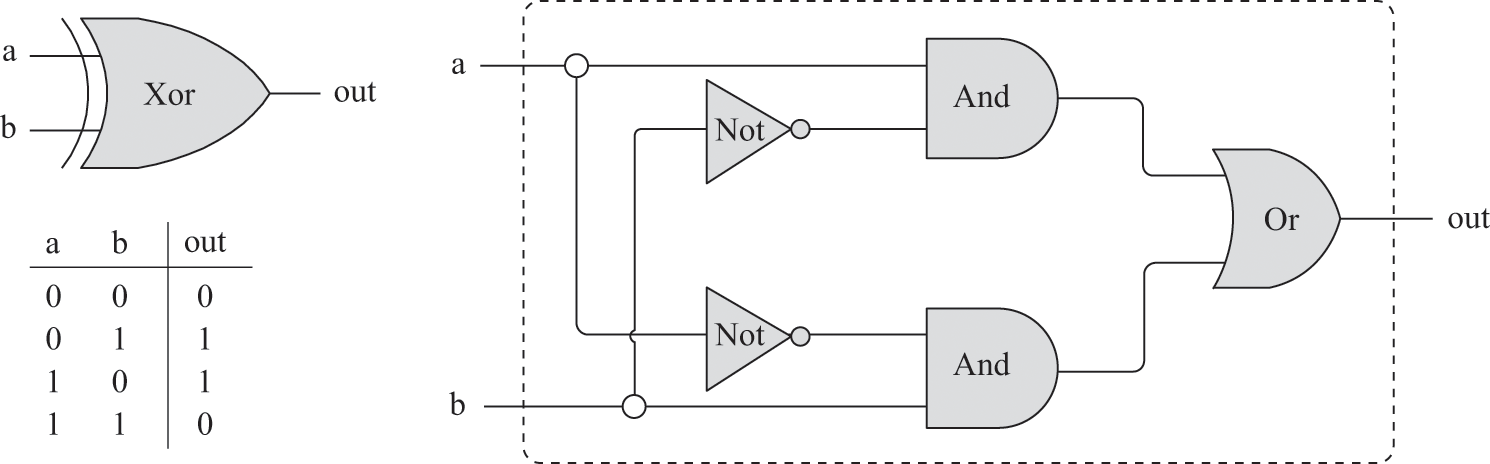 a
Xor
out
b
a b out
0 0 0
0 1 1
1 0 1
1 1 0
a
Not
And
Or
out
Not
And
b